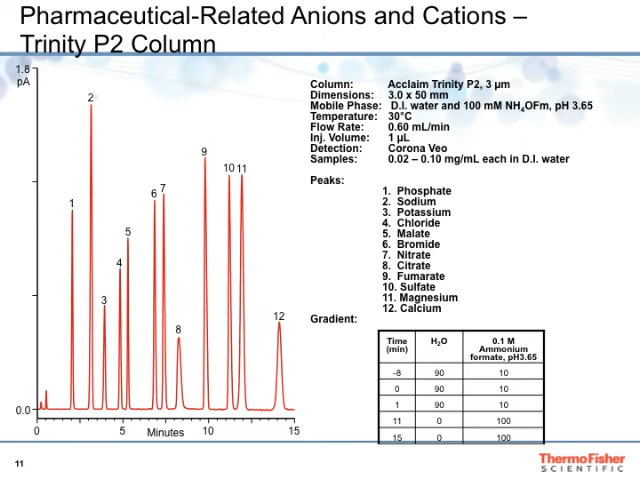 Pharmaceutical-Related Anions and Cations –
Trinity P2 Column
1.8
pA
2
9
10 11
1
6 7
5
4
3
8
12
0.0
0 5 Minutes 10 15
Column: Acclaim Trinity P2, 3 µm
Dimensions: 3.0 x 50 mm
Mobile Phase: D.I. water and 100 mM NH₄OFm, pH 3.65
Temperature: 30°C
Flow Rate: 0.60 mL/min
Inj. Volume: 1 µL
Detection: Corona Veo
Samples: 0.02 – 0.10 mg/mL each in D.I. water
Peaks:
1. Phosphate
2. Sodium
3. Potassium
4. Chloride
5. Malate
6. Bromide
7. Nitrate
8. Citrate
9. Fumarate
10. Sulfate
11. Magnesium
12. Calcium
Gradient:
Time (min) H₂O 0.1 M Ammonium formate, pH3.65
-8 90 10
0 90 10
1 90 10
11 0 100
15 0 100
11
ThermoFisher
SCIENTIFIC